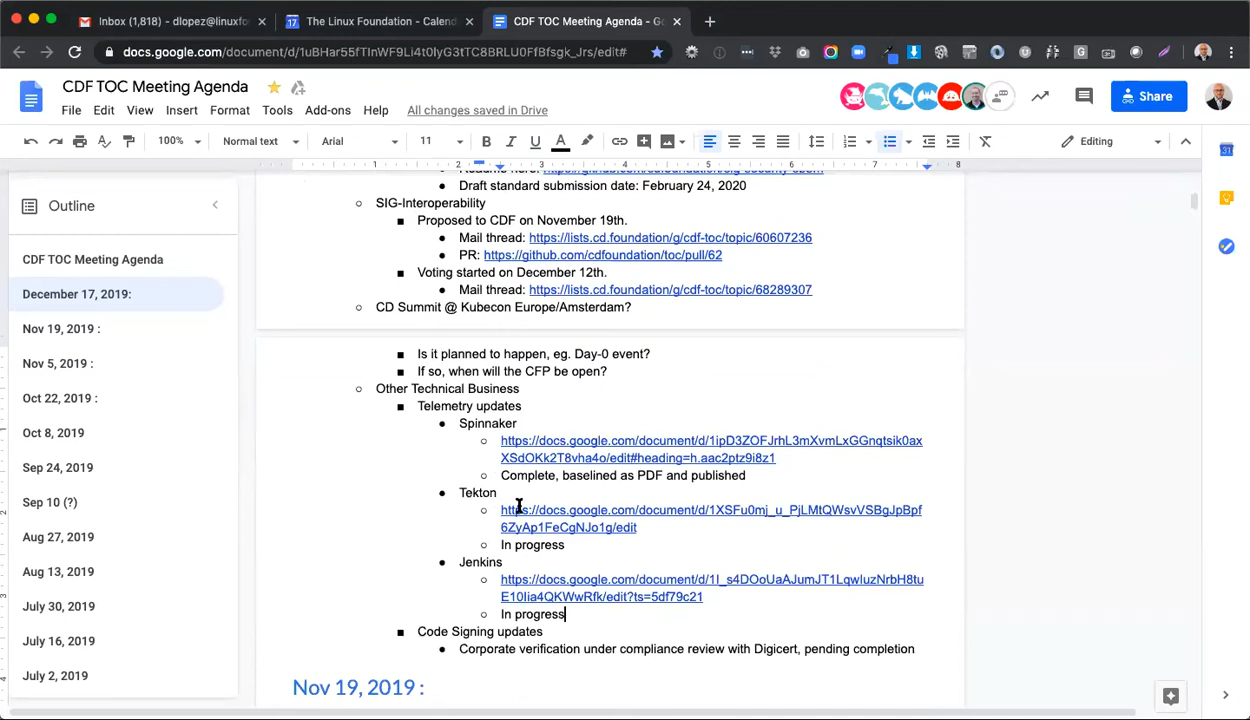 Inbox (1,818) - dlopez@linuxfo
The Linux Foundation - Calend
CDF TOC Meeting Agenda - Go
docs.google.com/document/d/1uBHar55fTInWF9Li4t0IyG3tTC8BRLU0FfBfsgk_Jrs/edit#
CDF TOC Meeting Agenda
File Edit View Insert Format Tools Add-ons Help All changes saved in Drive
Share
100% Normal text Arial 11 Editing
1 2 3 4 5 6 7 8
Outline
CDF TOC Meeting Agenda
December 17, 2019:
Nov 19, 2019 :
Nov 5, 2019 :
Oct 22, 2019 :
Oct 8, 2019
Sep 24, 2019
Sep 10 (?)
Aug 27, 2019
Aug 13, 2019
July 30, 2019
July 16, 2019
July 2, 2019
Draft standard submission date: February 24, 2020
SIG-Interoperability
Proposed to CDF on November 19th.
Mail thread: https://lists.cd.foundation/g/cdf-toc/topic/60607236
PR: https://github.com/cdfoundation/toc/pull/62
Voting started on December 12th.
Mail thread: https://lists.cd.foundation/g/cdf-toc/topic/68289307
CD Summit @ Kubecon Europe/Amsterdam?
Is it planned to happen, eg. Day-0 event?
If so, when will the CFP be open?
Other Technical Business
Telemetry updates
Spinnaker
https://docs.google.com/document/d/1ipD3ZOFJrhL3mXvmLxGGnqtsik0ax
XSdOKk2T8vha4o/edit#heading=h.aac2ptz9i8z1
Complete, baselined as PDF and published
Tekton
https://docs.google.com/document/d/1XSFu0mj_u_PjLMtQWsvVSBgJpBpf
6ZyAp1FeCgNJo1g/edit
In progress
Jenkins
https://docs.google.com/document/d/1I_s4DOoUaAJumJT1LqwluzNrbH8tu
E10Iia4QKWwRfk/edit?ts=5df79c21
In progress
Code Signing updates
Corporate verification under compliance review with Digicert, pending completion
Nov 19, 2019 :